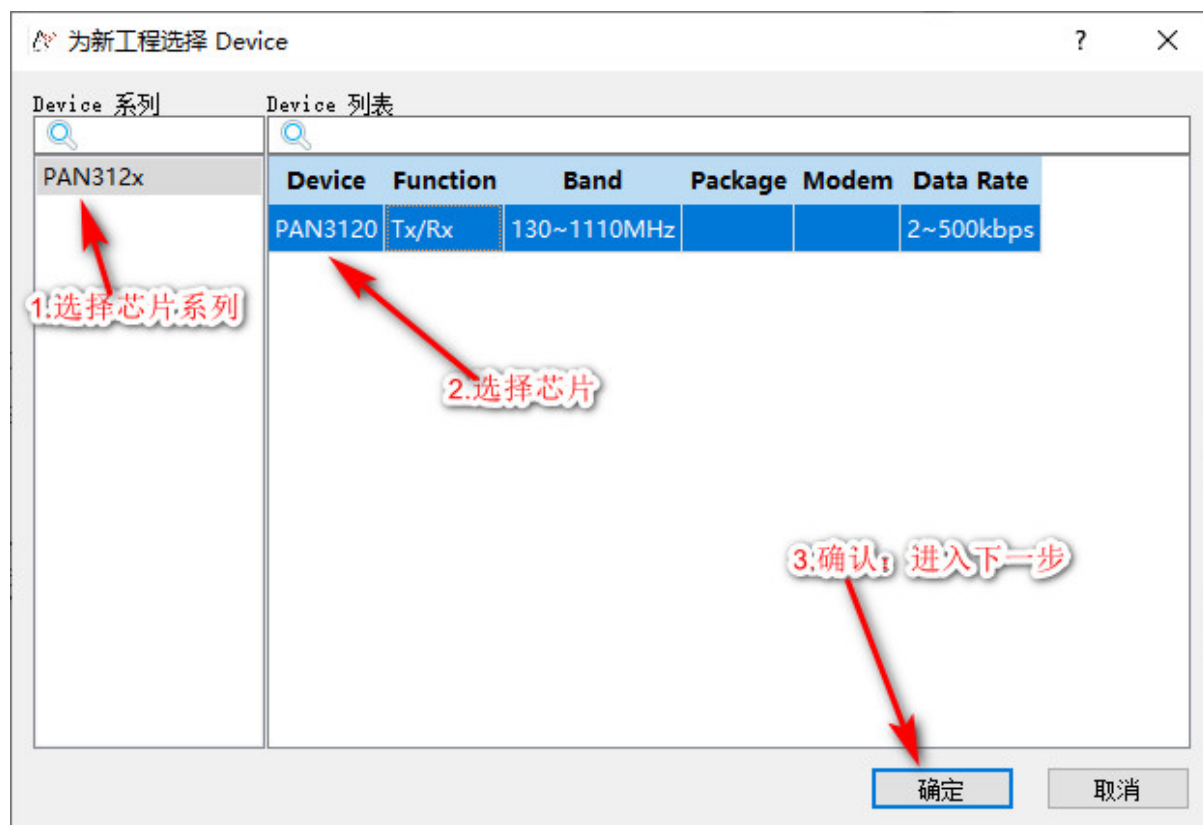 为新工程选择 Device
Device 系列
Device 列表
PAN312x
Device Function Band Package Modem Data Rate
PAN3120 Tx/Rx 130~1110MHz 2~500kbps
1.选择芯片系列
2.选择芯片
3.确认：进入下一步
确定
取消